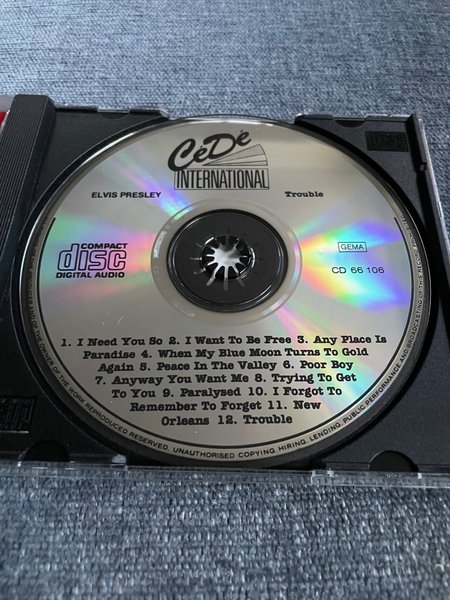 CéDé
INTERNATIONAL
ELVIS PRESLEY Trouble
COMPACT
disc
DIGITAL AUDIO
GEMA
CD 66 106
1. I Need You So 2. I Want To Be Free 3. Any Place Is
Paradise 4. When My Blue Moon Turns To Gold
Again 5. Peace In The Valley 6. Poor Boy
7. Anyway You Want Me 8. Trying To Get
To You 9. Paralysed 10. I Forgot To
Remember To Forget 11. New
Orleans 12. Trouble
OWNER OF THE WORK REPRODUCED RESERVED. UNAUTHORISED COPYING, HIRING, LENDING, PUBLIC PERFORMANCE AND BROADCASTING OF